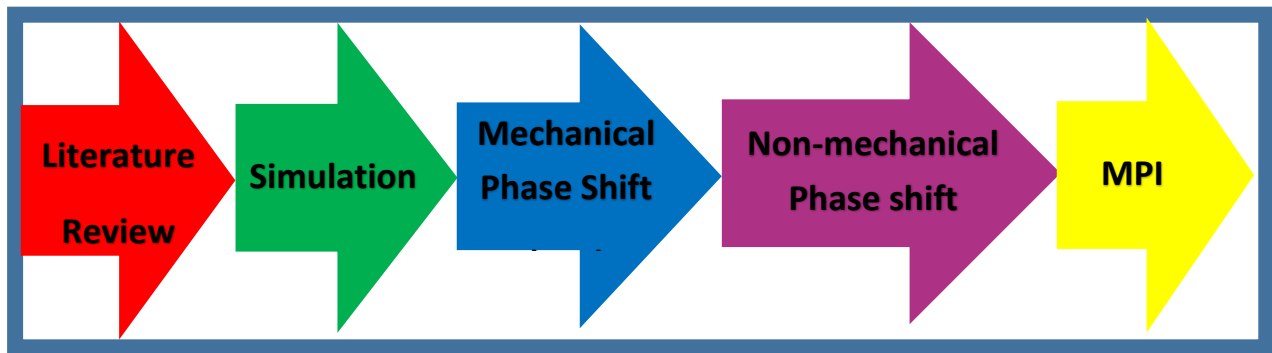 Literature
Review
Simulation
Mechanical
Phase Shift
Non-mechanical
Phase shift
MPI